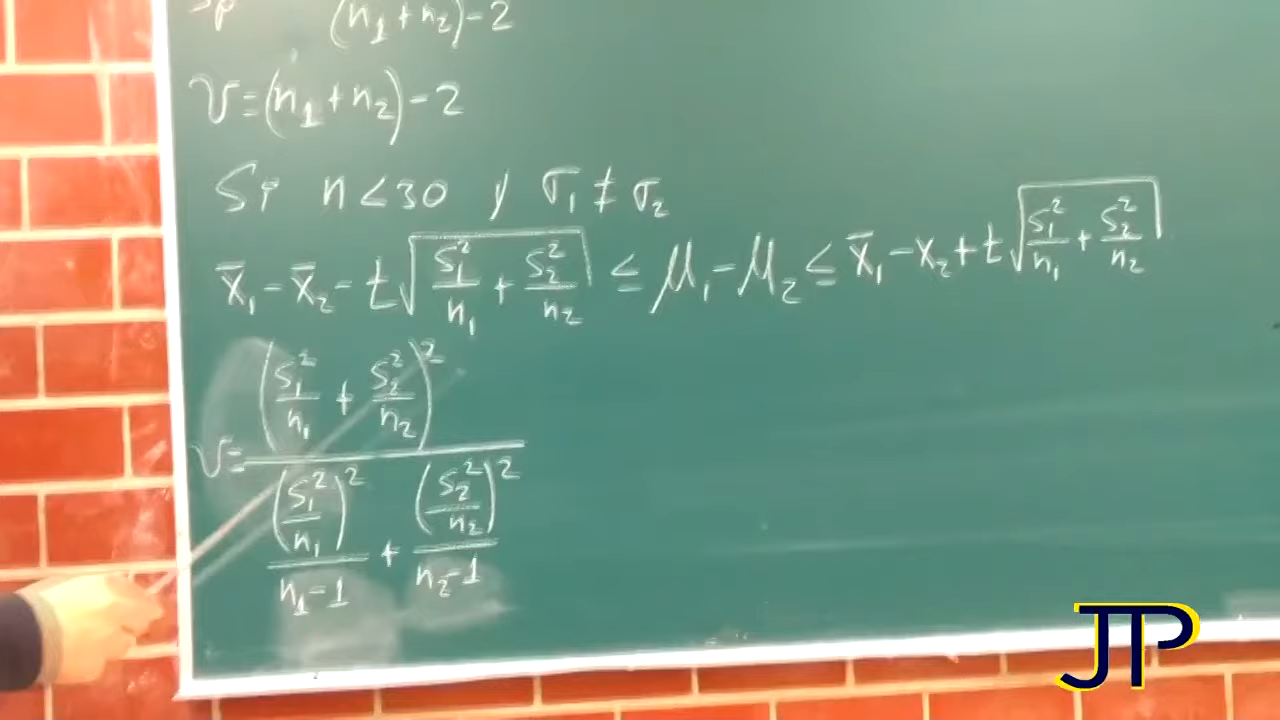 Sp (n₁+n₂)-2
v=(n₁+n₂)-2
Si n<30 y σ₁≠σ₂
x̄₁-x̄₂-t√(S₁²/n₁+S₂²/n₂) ≤ μ₁-μ₂ ≤ x̄₁-x₂+t√(S₁²/n₁+S₂²/n₂)
v=(S₁²/n₁+S₂²/n₂)²/((S₁²/n₁)²/(n₁-1)+(S₂²/n₂)²/(n₂-1))
JP